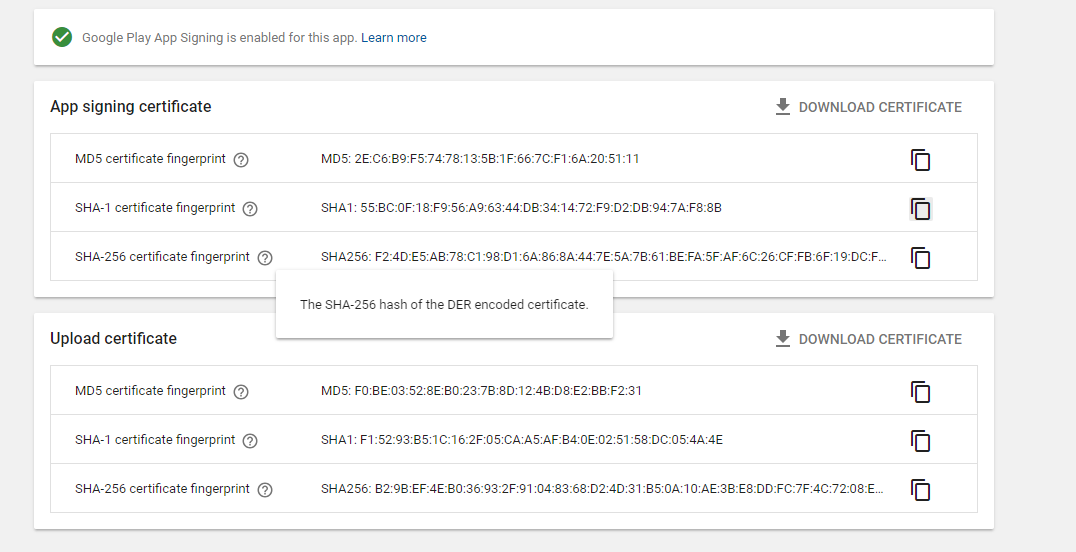 Google Play App Signing is enabled for this app. Learn more
App signing certificate
DOWNLOAD CERTIFICATE
MD5 certificate fingerprint
MD5: 2E:C6:B9:F5:74:78:13:5B:1F:66:7C:F1:6A:20:51:11
SHA-1 certificate fingerprint
SHA1: 55:BC:0F:18:F9:56:A9:63:44:DB:34:14:72:F9:D2:DB:94:7A:F8:8B
SHA-256 certificate fingerprint
SHA256: F2:4D:E5:AB:78:C1:98:D1:6A:86:8A:44:7E:5A:7B:61:BE:FA:5F:AF:6C:26:CF:FB:6F:19:DC:F...
The SHA-256 hash of the DER encoded certificate.
Upload certificate
DOWNLOAD CERTIFICATE
MD5 certificate fingerprint
MD5: F0:BE:03:52:8E:B0:23:7B:8D:12:4B:D8:E2:BB:F2:31
SHA-1 certificate fingerprint
SHA1: F1:52:93:B5:1C:16:2F:05:CA:A5:AF:B4:0E:02:51:58:DC:05:4A:4E
SHA-256 certificate fingerprint
SHA256: B2:9B:EF:4E:B0:36:93:2F:91:04:83:68:D2:4D:31:B5:0A:10:AE:3B:E8:DD:FC:7F:4C:72:08:E...